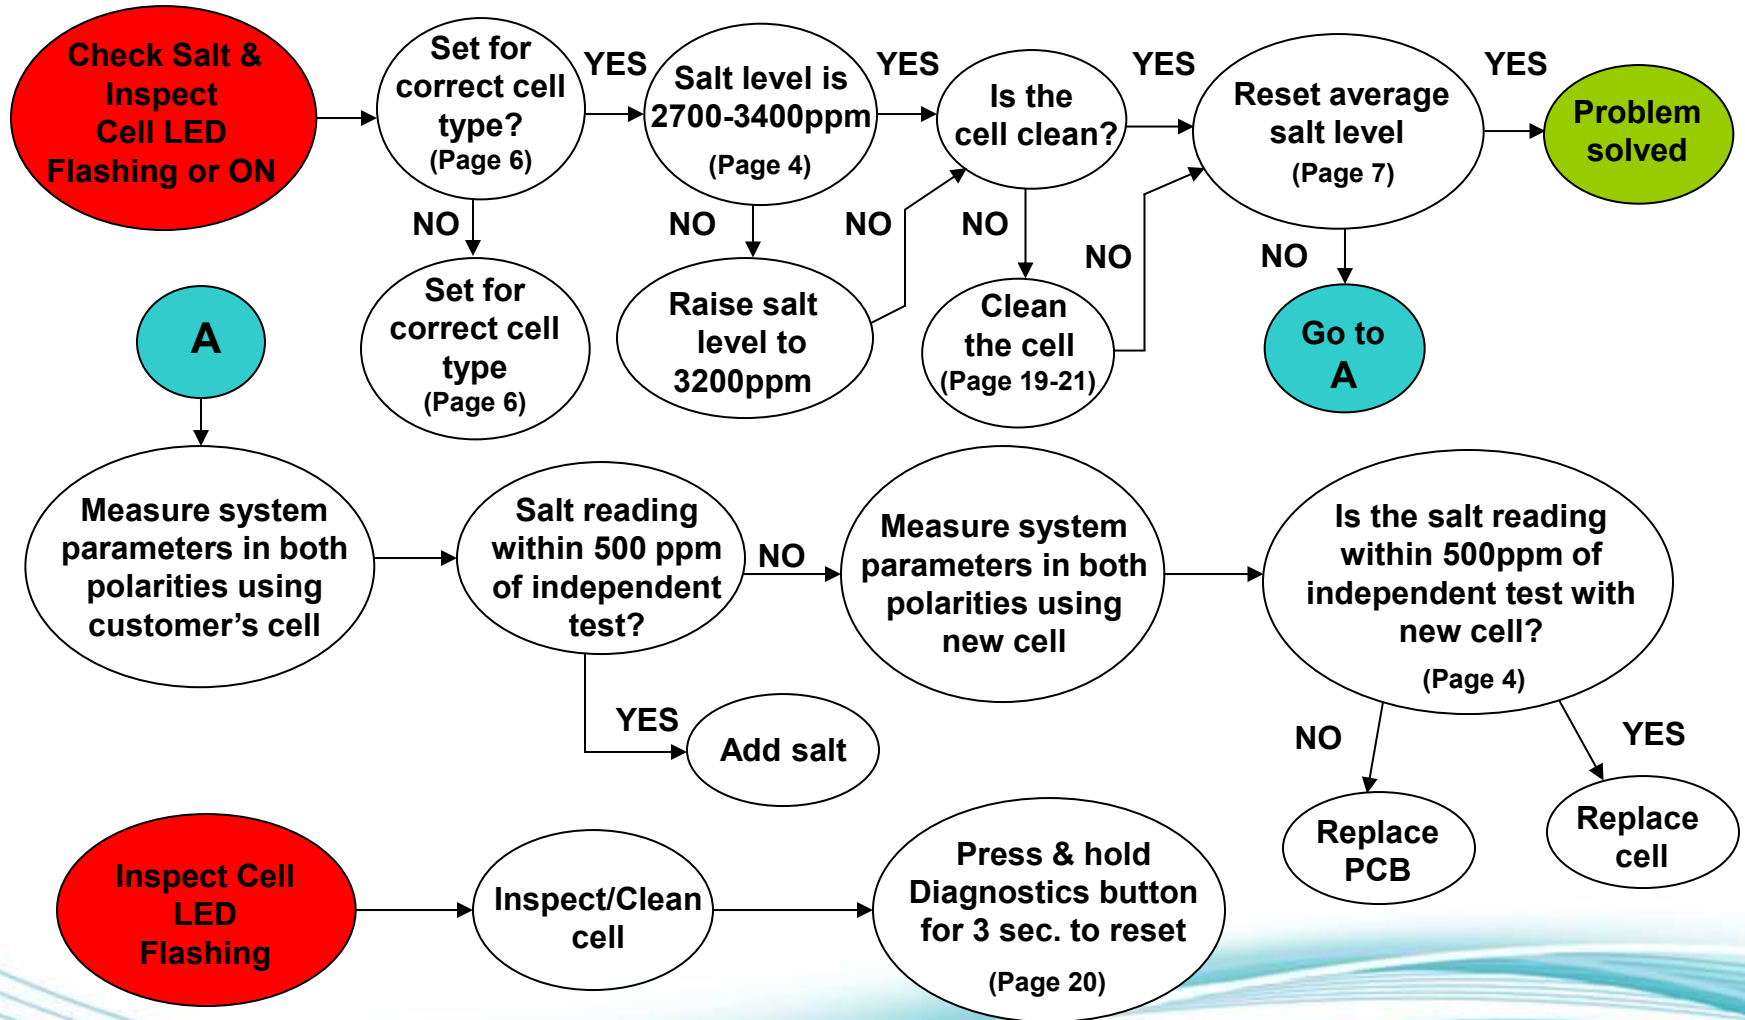 Check Salt &
Inspect
Cell LED
Flashing or ON
Set for
correct cell
type?
(Page 6)
YES
NO
Set for
correct cell
type
(Page 6)
Salt level is
2700-3400ppm
(Page 4)
YES
NO
Raise salt
level to
3200ppm
NO
Is the
cell clean?
YES
NO
Clean
the cell
(Page 19-21)
NO
Reset average
salt level
(Page 7)
YES
Problem
solved
NO
Go to
A
A
Measure system
parameters in both
polarities using
customer’s cell
Salt reading
within 500 ppm
of independent
test?
NO
YES
Add salt
Measure system
parameters in both
polarities using
new cell
Is the salt reading
within 500ppm of
independent test with
new cell?
(Page 4)
NO
YES
Replace
PCB
Replace
cell
Inspect Cell
LED
Flashing
Inspect/Clean
cell
Press & hold
Diagnostics button
for 3 sec. to reset
(Page 20)